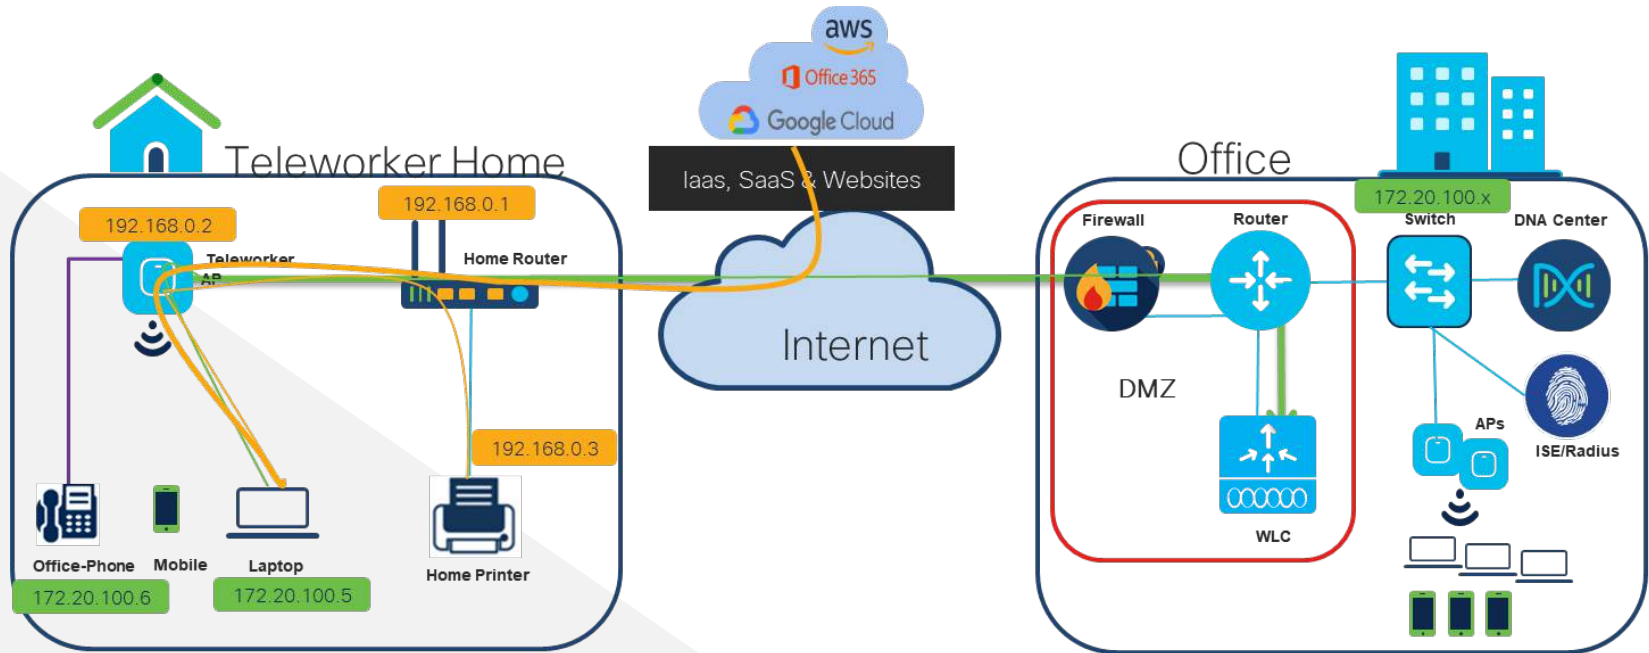 aws
Office 365
Google Cloud
Iaas, SaaS & Websites
Teleworker Home
Office
192.168.0.2
192.168.0.1
172.20.100.x
Firewall
Router
Switch
DNA Center
Teleworker
AP
Home Router
Internet
DMZ
192.168.0.3
APs
ISE/Radius
WLC
Office-Phone
Mobile
Laptop
Home Printer
172.20.100.6
172.20.100.5